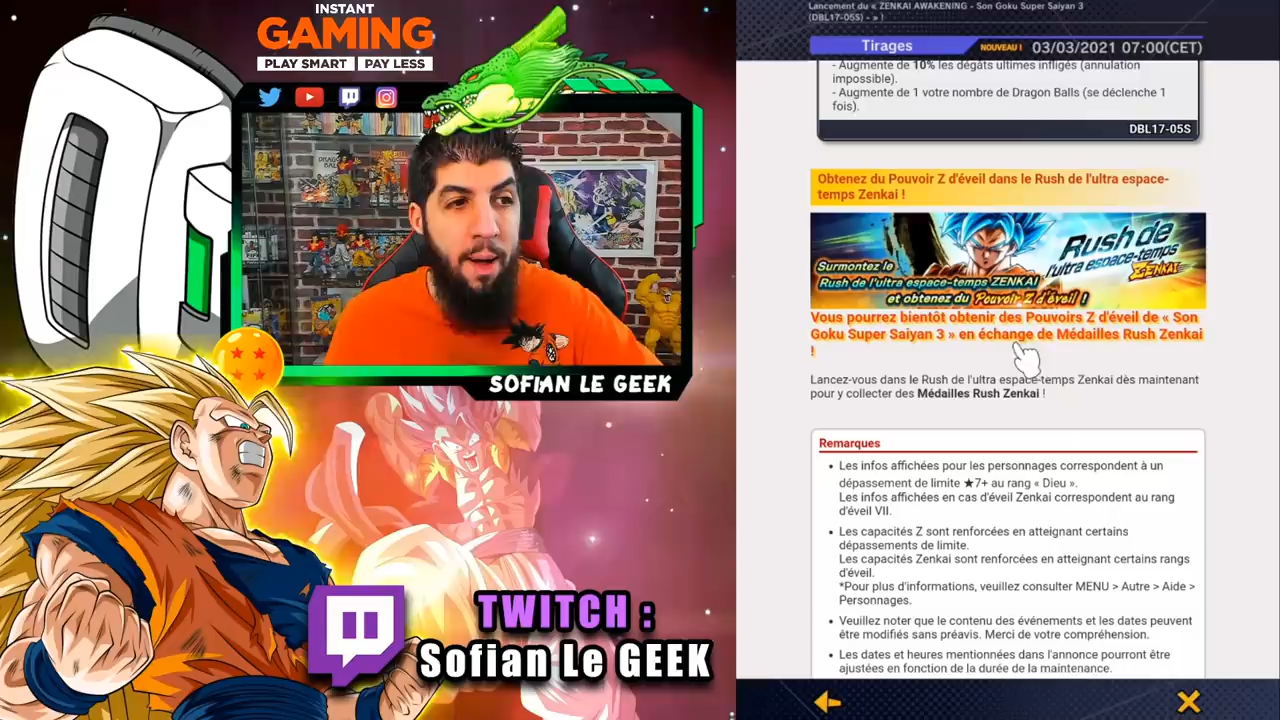 INSTANT
GAMING
PLAY SMART PAY LESS
SOFIAN LE GEEK
TWITCH :
Sofian Le GEEK
Lancement du « ZENKAI AWAKENING - Son Goku Super Saiyan 3
(DBL17-05S) - » !
Tirages
NOUVEAU ! 03/03/2021 07:00(CET)
- Augmente de 10% les dégâts ultimes infligés (annulation
impossible).
- Augmente de 1 votre nombre de Dragon Balls (se déclenche 1
fois).
DBL17-05S
Obtenez du Pouvoir Z d'éveil dans le Rush de l'ultra espace-
temps Zenkai !
Rush de
l'ultra espace-temps
ZENKAI
Surmontez le
Rush de l'ultra espace-temps ZENKAI
et obtenez du Pouvoir Z d'éveil !
Vous pourrez bientôt obtenir des Pouvoirs Z d'éveil de « Son
Goku Super Saiyan 3 » en échange de Médailles Rush Zenkai
!
Lancez-vous dans le Rush de l'ultra espace-temps Zenkai dès maintenant
pour y collecter des Médailles Rush Zenkai !
Remarques
• Les infos affichées pour les personnages correspondent à un
dépassement de limite ★7+ au rang « Dieu ».
Les infos affichées en cas d'éveil Zenkai correspondent au rang
d'éveil VII.
• Les capacités Z sont renforcées en atteignant certains
dépassements de limite.
Les capacités Zenkai sont renforcées en atteignant certains rangs
d'éveil.
*Pour plus d'informations, veuillez consulter MENU > Autre > Aide >
Personnages.
• Veuillez noter que le contenu des événements et les dates peuvent
être modifiés sans préavis. Merci de votre compréhension.
• Les dates et heures mentionnées dans l'annonce pourront être
ajustées en fonction de la durée de la maintenance.